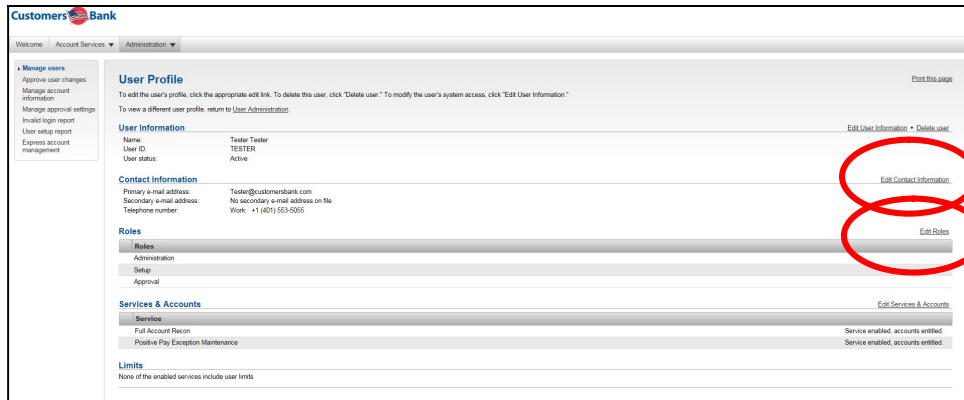 Customers Bank
Welcome Account Services Administration
Manage users
Approve user changes
Manage account
information
Manage approval settings
Invalid login report
User setup report
Express account
management
User Profile
Print this page
To edit the user's profile, click the appropriate edit link. To delete this user, click "Delete user." To modify the user's system access, click "Edit User Information."
To view a different user profile, return to User Administration.
User Information
Edit User Information • Delete user
Name: Tester Tester
User ID: TESTER
User status: Active
Contact Information
Edit Contact Information
Primary e-mail address: Tester@customersbank.com
Secondary e-mail address: No secondary e-mail address on file
Telephone number: Work: +1 (401) 553-5055
Roles
Edit Roles
Roles
Administration
Setup
Approval
Services & Accounts
Edit Services & Accounts
Service
Full Account Recon Service enabled, accounts entitled.
Positive Pay Exception Maintenance Service enabled, accounts entitled.
Limits
None of the enabled services include user limits